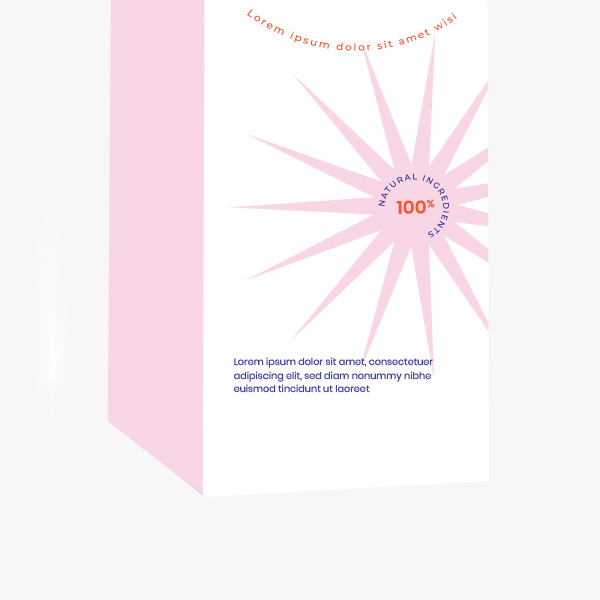 Lorem ipsum dolor sit amet wisi
NATURAL INGREDIENTS
100%
Lorem ipsum dolor sit amet, consectetuer
adipiscing elit, sed diam nonummy nibhe
euismod tincidunt ut laoreet